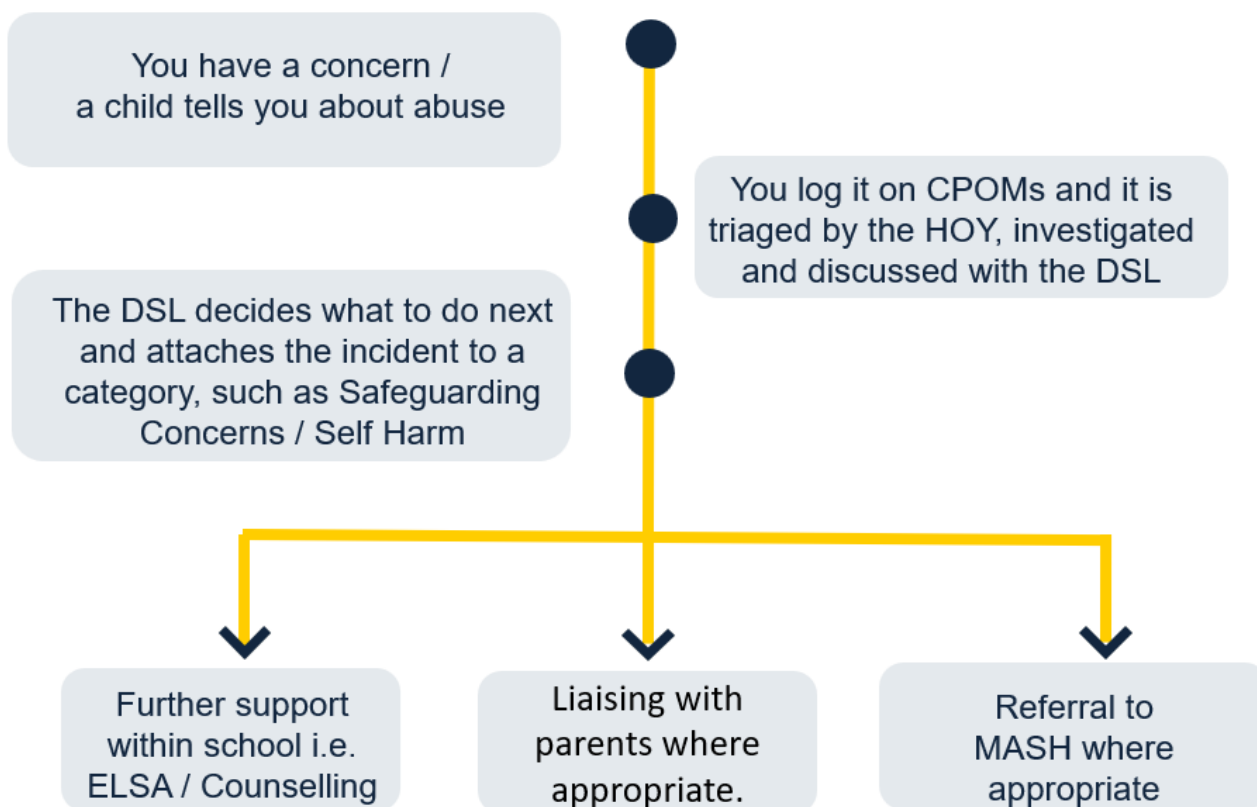 You have a concern /
a child tells you about abuse
You log it on CPOMs and it is
triaged by the HOY, investigated
and discussed with the DSL
The DSL decides what to do next
and attaches the incident to a
category, such as Safeguarding
Concerns / Self Harm
Further support
within school i.e.
ELSA / Counselling
Liaising with
parents where
appropriate.
Referral to
MASH where
appropriate